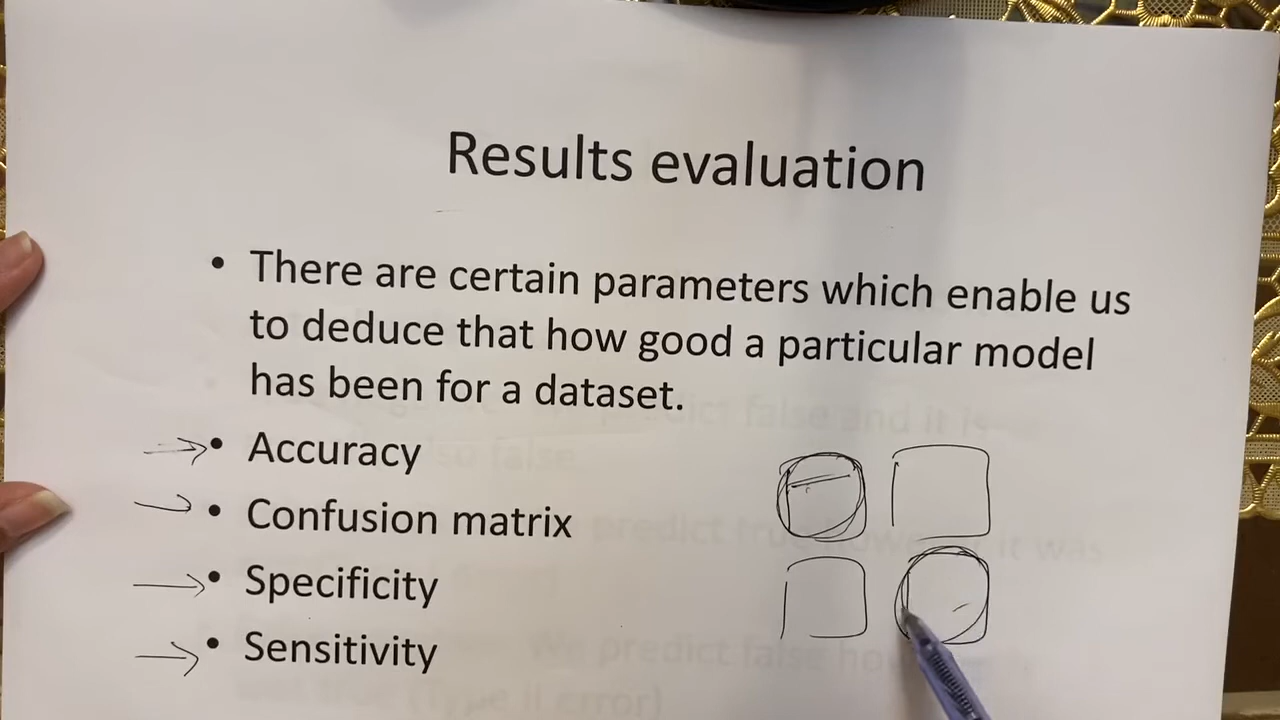 Results evaluation
• There are certain parameters which enable us
to deduce that how good a particular model
has been for a dataset.
• Accuracy
• Confusion matrix
• Specificity
• Sensitivity